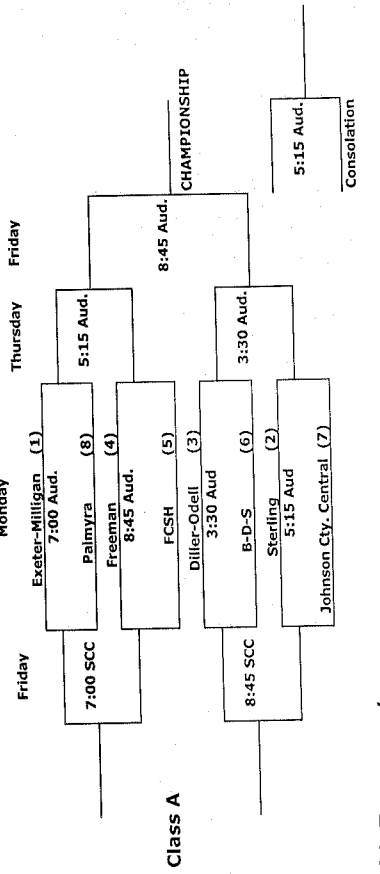 Friday
Monday
Thursday
Friday
Exeter-Milligan (1)
7:00 Aud.
Palmyra (8)
Freeman (4)
8:45 Aud.
FCSH (5)
Diller-Odell (3)
3:30 Aud
B-D-S (6)
Sterling (2)
5:15 Aud
Johnson Cty. Central (7)
7:00 SCC
8:45 SCC
5:15 Aud.
3:30 Aud.
8:45 Aud.
CHAMPIONSHIP
5:15 Aud.
Consolation
Class A